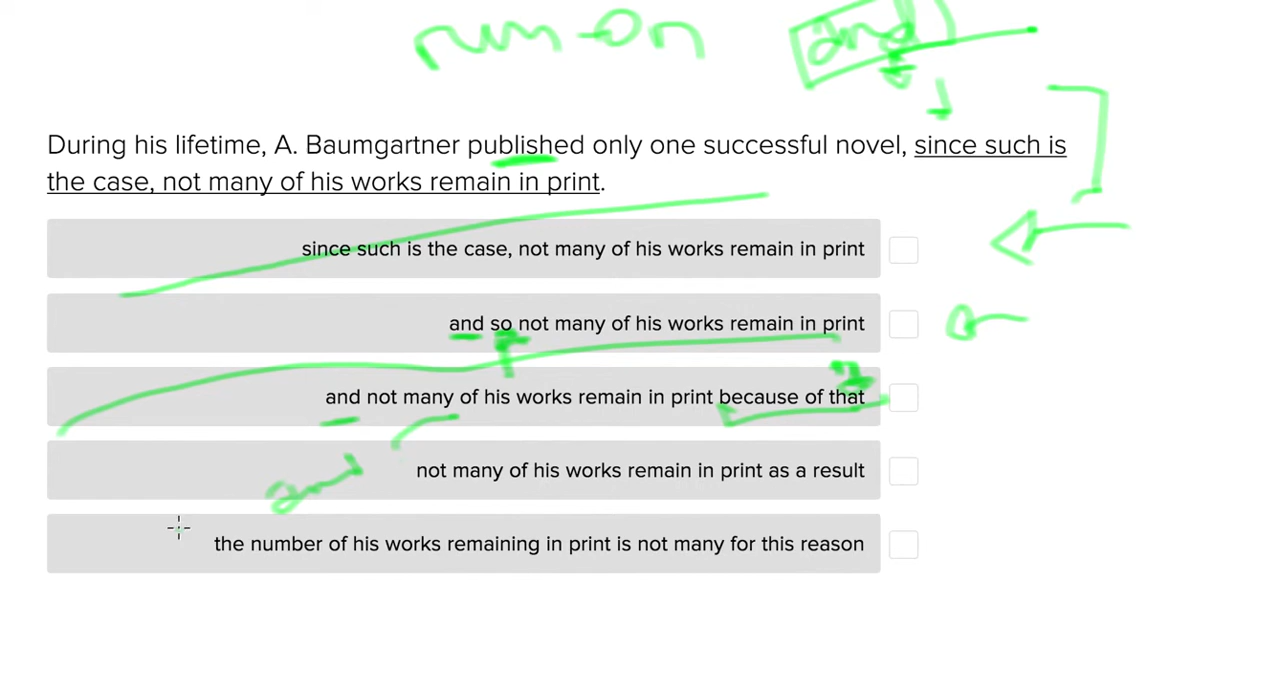 run-on and
During his lifetime, A. Baumgartner published only one successful novel, since such is
the case, not many of his works remain in print.
since such is the case, not many of his works remain in print
and so not many of his works remain in print
and not many of his works remain in print because of that
not many of his works remain in print as a result
and
the number of his works remaining in print is not many for this reason